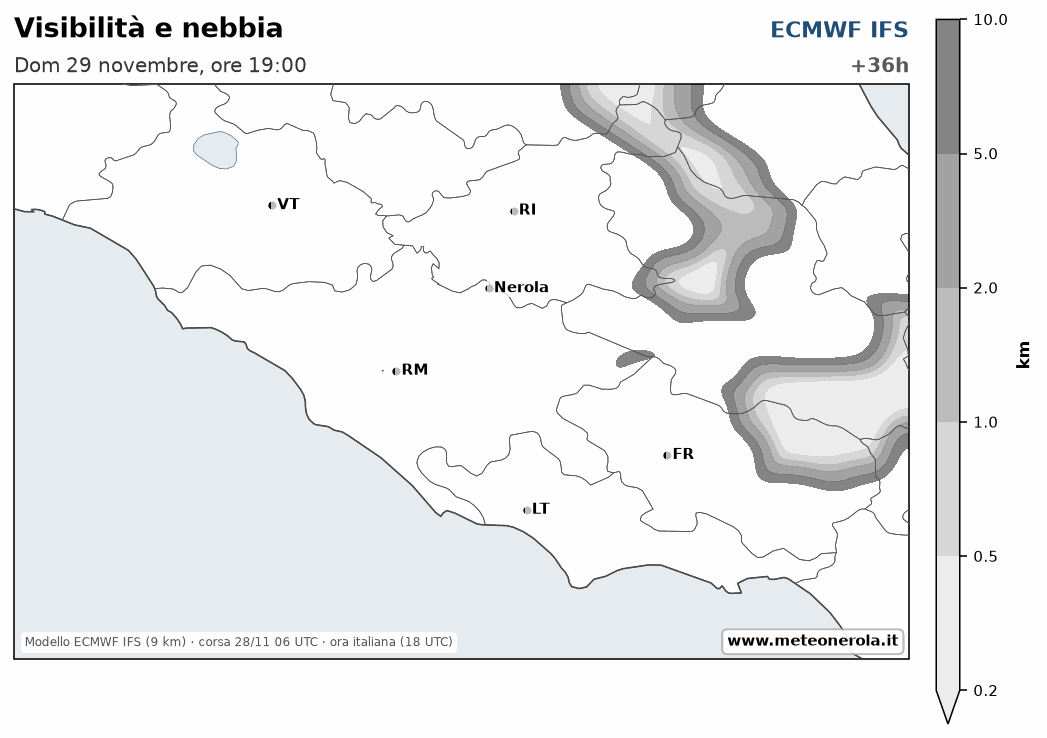 Visibilità e nebbia
ECMWF IFS
Dom 29 novembre, ore 19:00
+36h
10.0
5.0
2.0
1.0
0.5
0.2
km
VT
RI
Nerola
RM
FR
LT
Modello ECMWF IFS (9 km) · corsa 28/11 06 UTC · ora italiana (18 UTC)
www.meteonerola.it